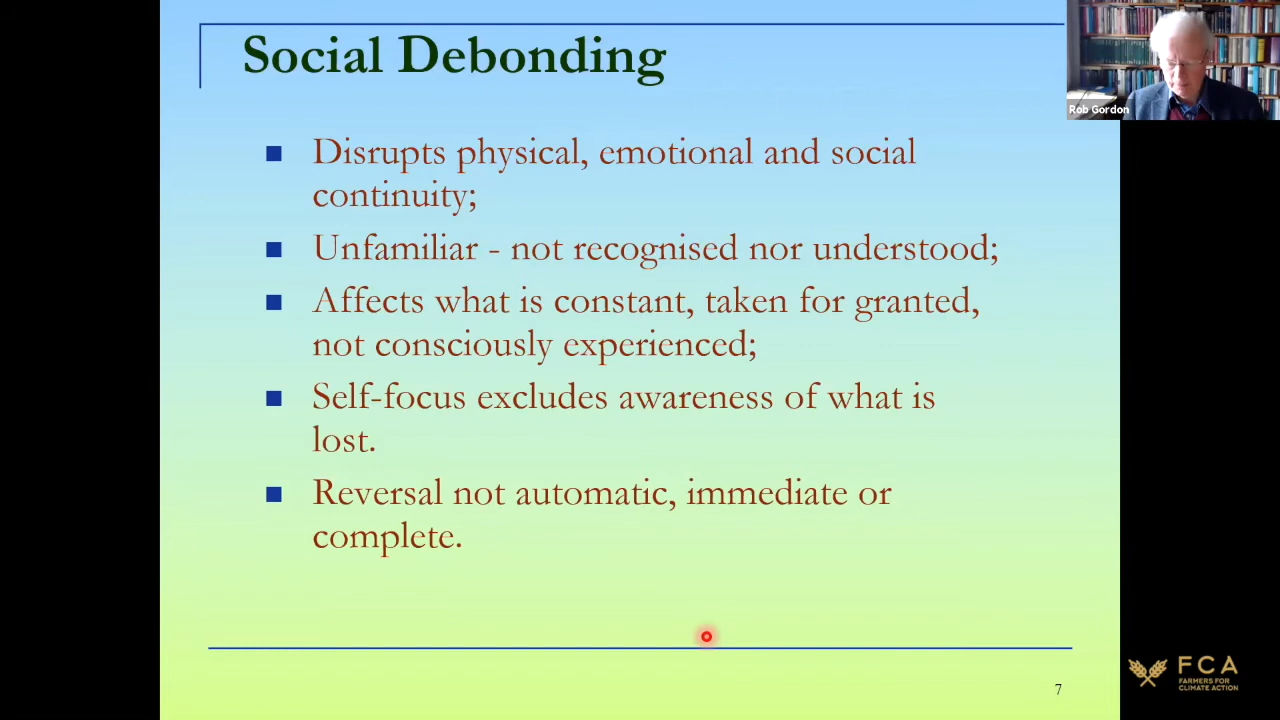 Social Debonding
Rob Gordon
Disrupts physical, emotional and social
continuity;
Unfamiliar - not recognised nor understood;
Affects what is constant, taken for granted,
not consciously experienced;
Self-focus excludes awareness of what is
lost.
Reversal not automatic, immediate or
complete.
7
FCA
FARMERS FOR
CLIMATE ACTION